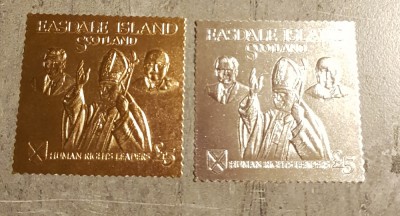 EASDALE ISLAND
SCOTLAND
HUMAN RIGHTS LEADERS
£5
EASDALE ISLAND
SCOTLAND
HUMAN RIGHTS LEADERS
£5